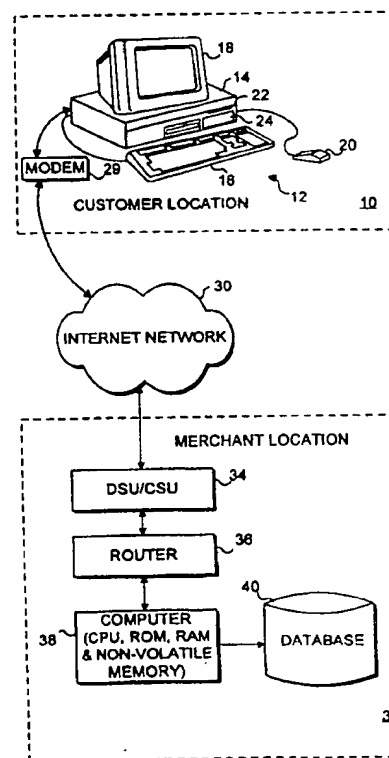 18
14
22
24
20
MODEM
29
18
12
CUSTOMER LOCATION
10
30
INTERNET NETWORK
MERCHANT LOCATION
DSU/CSU
34
ROUTER
36
40
38
COMPUTER
(CPU, ROM, RAM
& NON-VOLATILE
MEMORY)
DATABASE